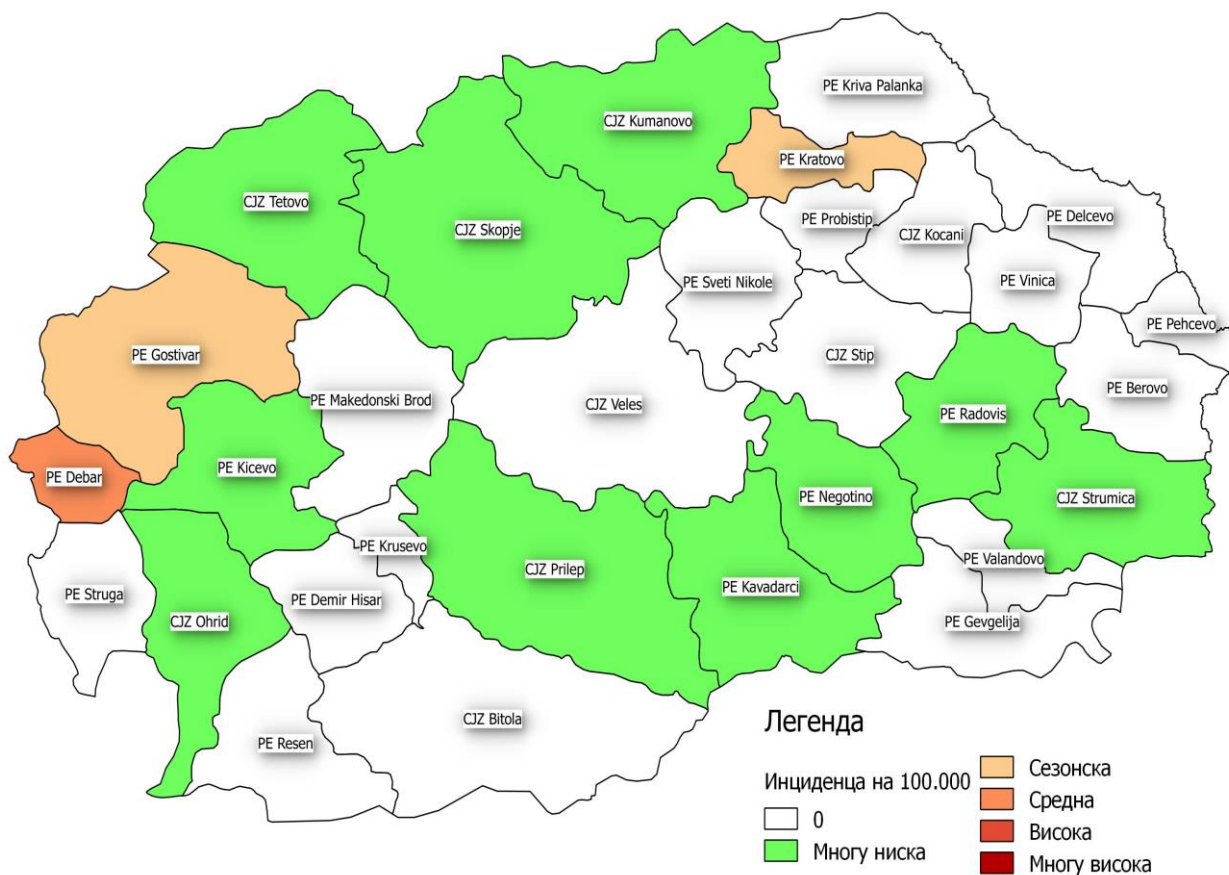 PE Kriva Palanka
CJZ Kumanovo
PE Kratovo
CJZ Tetovo
CJZ Skopje
PE Probistip
PE Delcevo
CJZ Kocani
PE Sveti Nikole
PE Vinica
PE Pehcevo
PE Gostivar
CJZ Stip
PE Berovo
PE Makedonski Brod
CJZ Veles
PE Radovis
PE Debar
PE Kicevo
PE Negotino
CJZ Strumica
PE Krusevo
PE Valandovo
CJZ Prilep
PE Kavadarci
PE Struga
PE Demir Hisar
CJZ Ohrid
PE Gevgelija
CJZ Bitola
PE Resen
Легенда
Инциденца на 100.000
0
Многу ниска
Сезонска
Средна
Висока
Многу висока